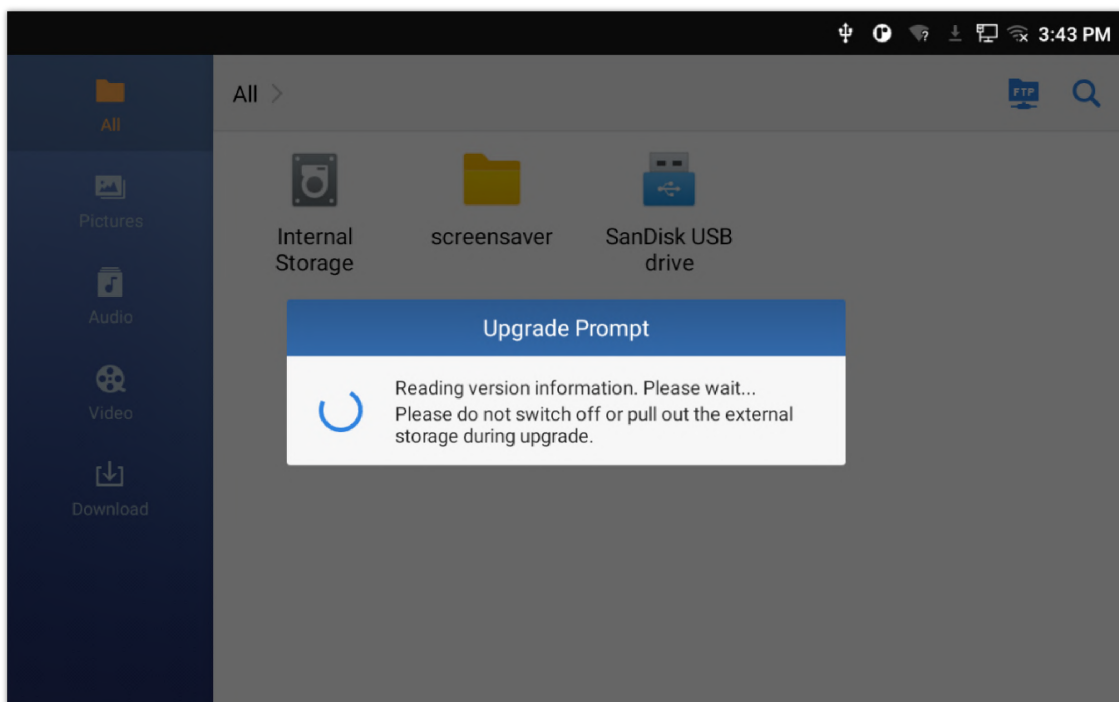 3:43 PM
All
Pictures
Audio
Video
Download
All
FTP
Internal
Storage
screensaver
SanDisk USB
drive
Upgrade Prompt
Reading version information. Please wait...
Please do not switch off or pull out the external
storage during upgrade.